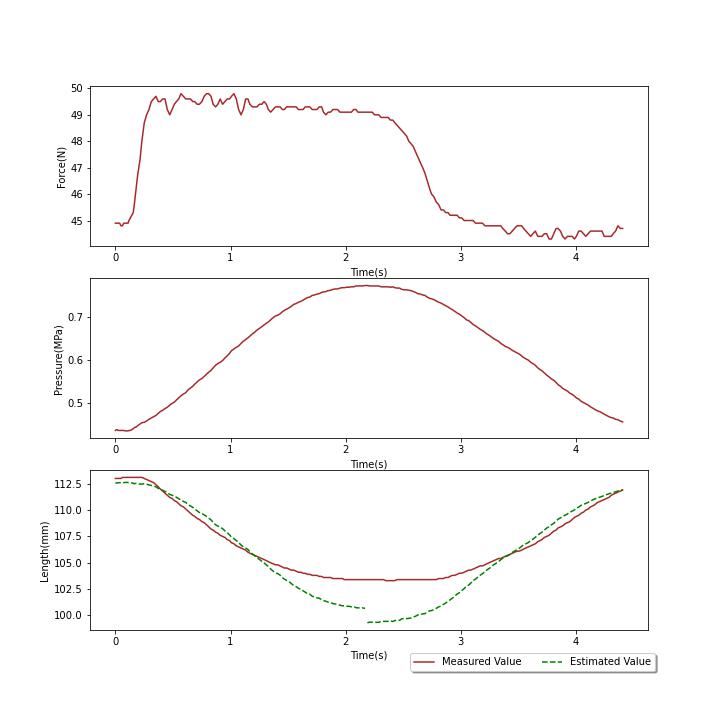 50
49
48
47
46
45
Force(N)
0 1 2 3 4
Time(s)
0.7
0.6
0.5
Pressure(MPa)
0 1 2 3 4
Time(s)
112.5
110.0
107.5
105.0
102.5
100.0
Length(mm)
0 1 2 3 4
Time(s)
Measured Value Estimated Value